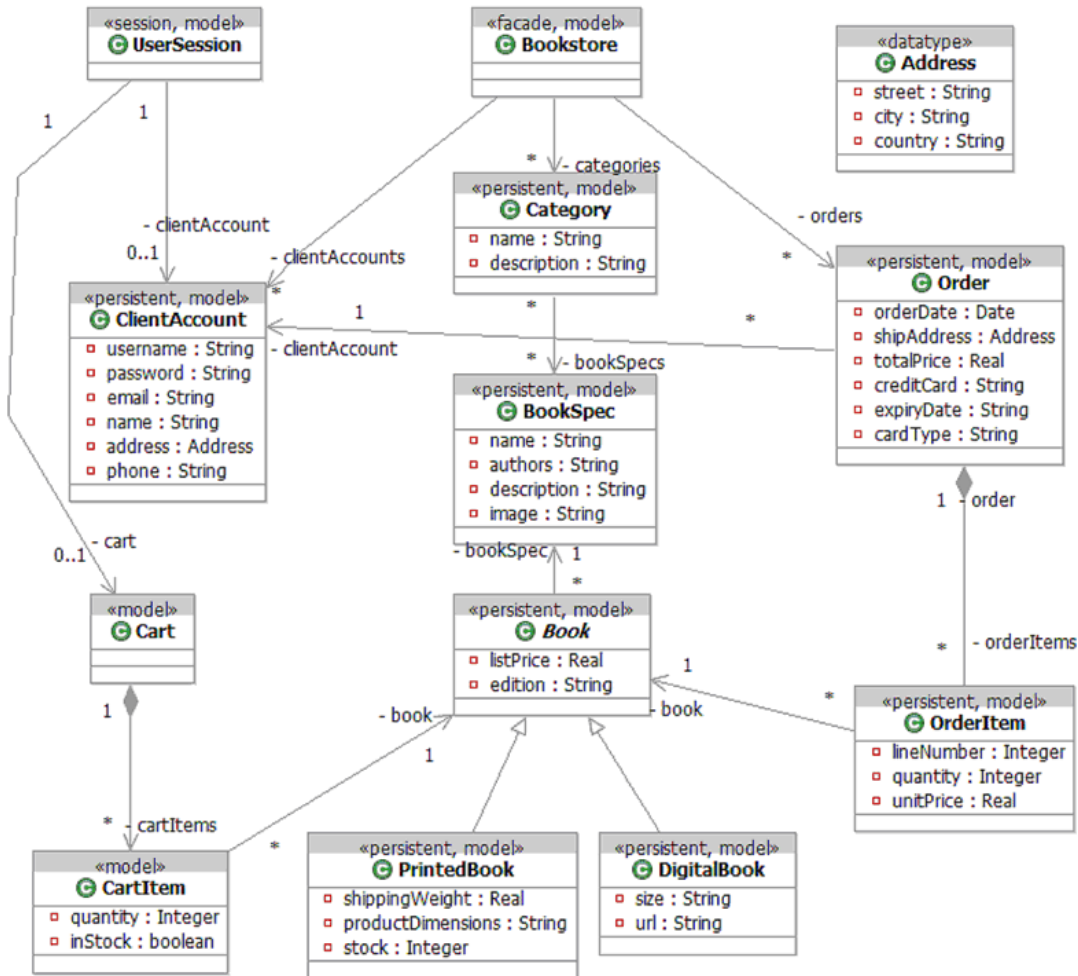 «session, model»
UserSession
«facade, model»
Bookstore
«datatype»
Address
street : String
city : String
country : String
1
1
*
- categories
«persistent, model»
Category
name : String
description : String
- clientAccount
0..1
- clientAccounts
*
- orders
*
«persistent, model»
ClientAccount
username : String
password : String
email : String
name : String
address : Address
phone : String
«persistent, model»
Order
orderDate : Date
shipAddress : Address
totalPrice : Real
creditCard : String
expiryDate : String
cardType : String
*
1
*
- clientAccount
*
- bookSpecs
«persistent, model»
BookSpec
name : String
authors : String
description : String
image : String
1
- order
- cart
0..1
- bookSpec
1
*
«model»
Cart
«persistent, model»
Book
listPrice : Real
edition : String
*
- orderItems
1
*
- book
«persistent, model»
OrderItem
lineNumber : Integer
quantity : Integer
unitPrice : Real
1
- book
1
*
- cartItems
*
«model»
CartItem
quantity : Integer
inStock : boolean
«persistent, model»
PrintedBook
shippingWeight : Real
productDimensions : String
stock : Integer
«persistent, model»
DigitalBook
size : String
url : String